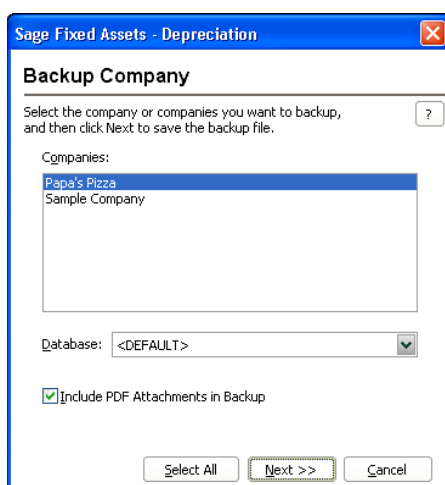 Sage Fixed Assets - Depreciation
Backup Company
Select the company or companies you want to backup,
and then click Next to save the backup file.
?
Companies:
Papa's Pizza
Sample Company
Database: <DEFAULT>
Include PDF Attachments in Backup
Select All Next >> Cancel